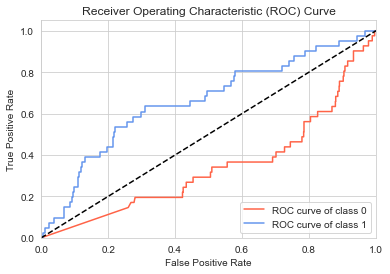 Receiver Operating Characteristic (ROC) Curve
1.0
0.8
0.6
0.4
0.2
0.0
True Positive Rate
ROC curve of class 0
ROC curve of class 1
0.0 0.2 0.4 0.6 0.8 1.0
False Positive Rate